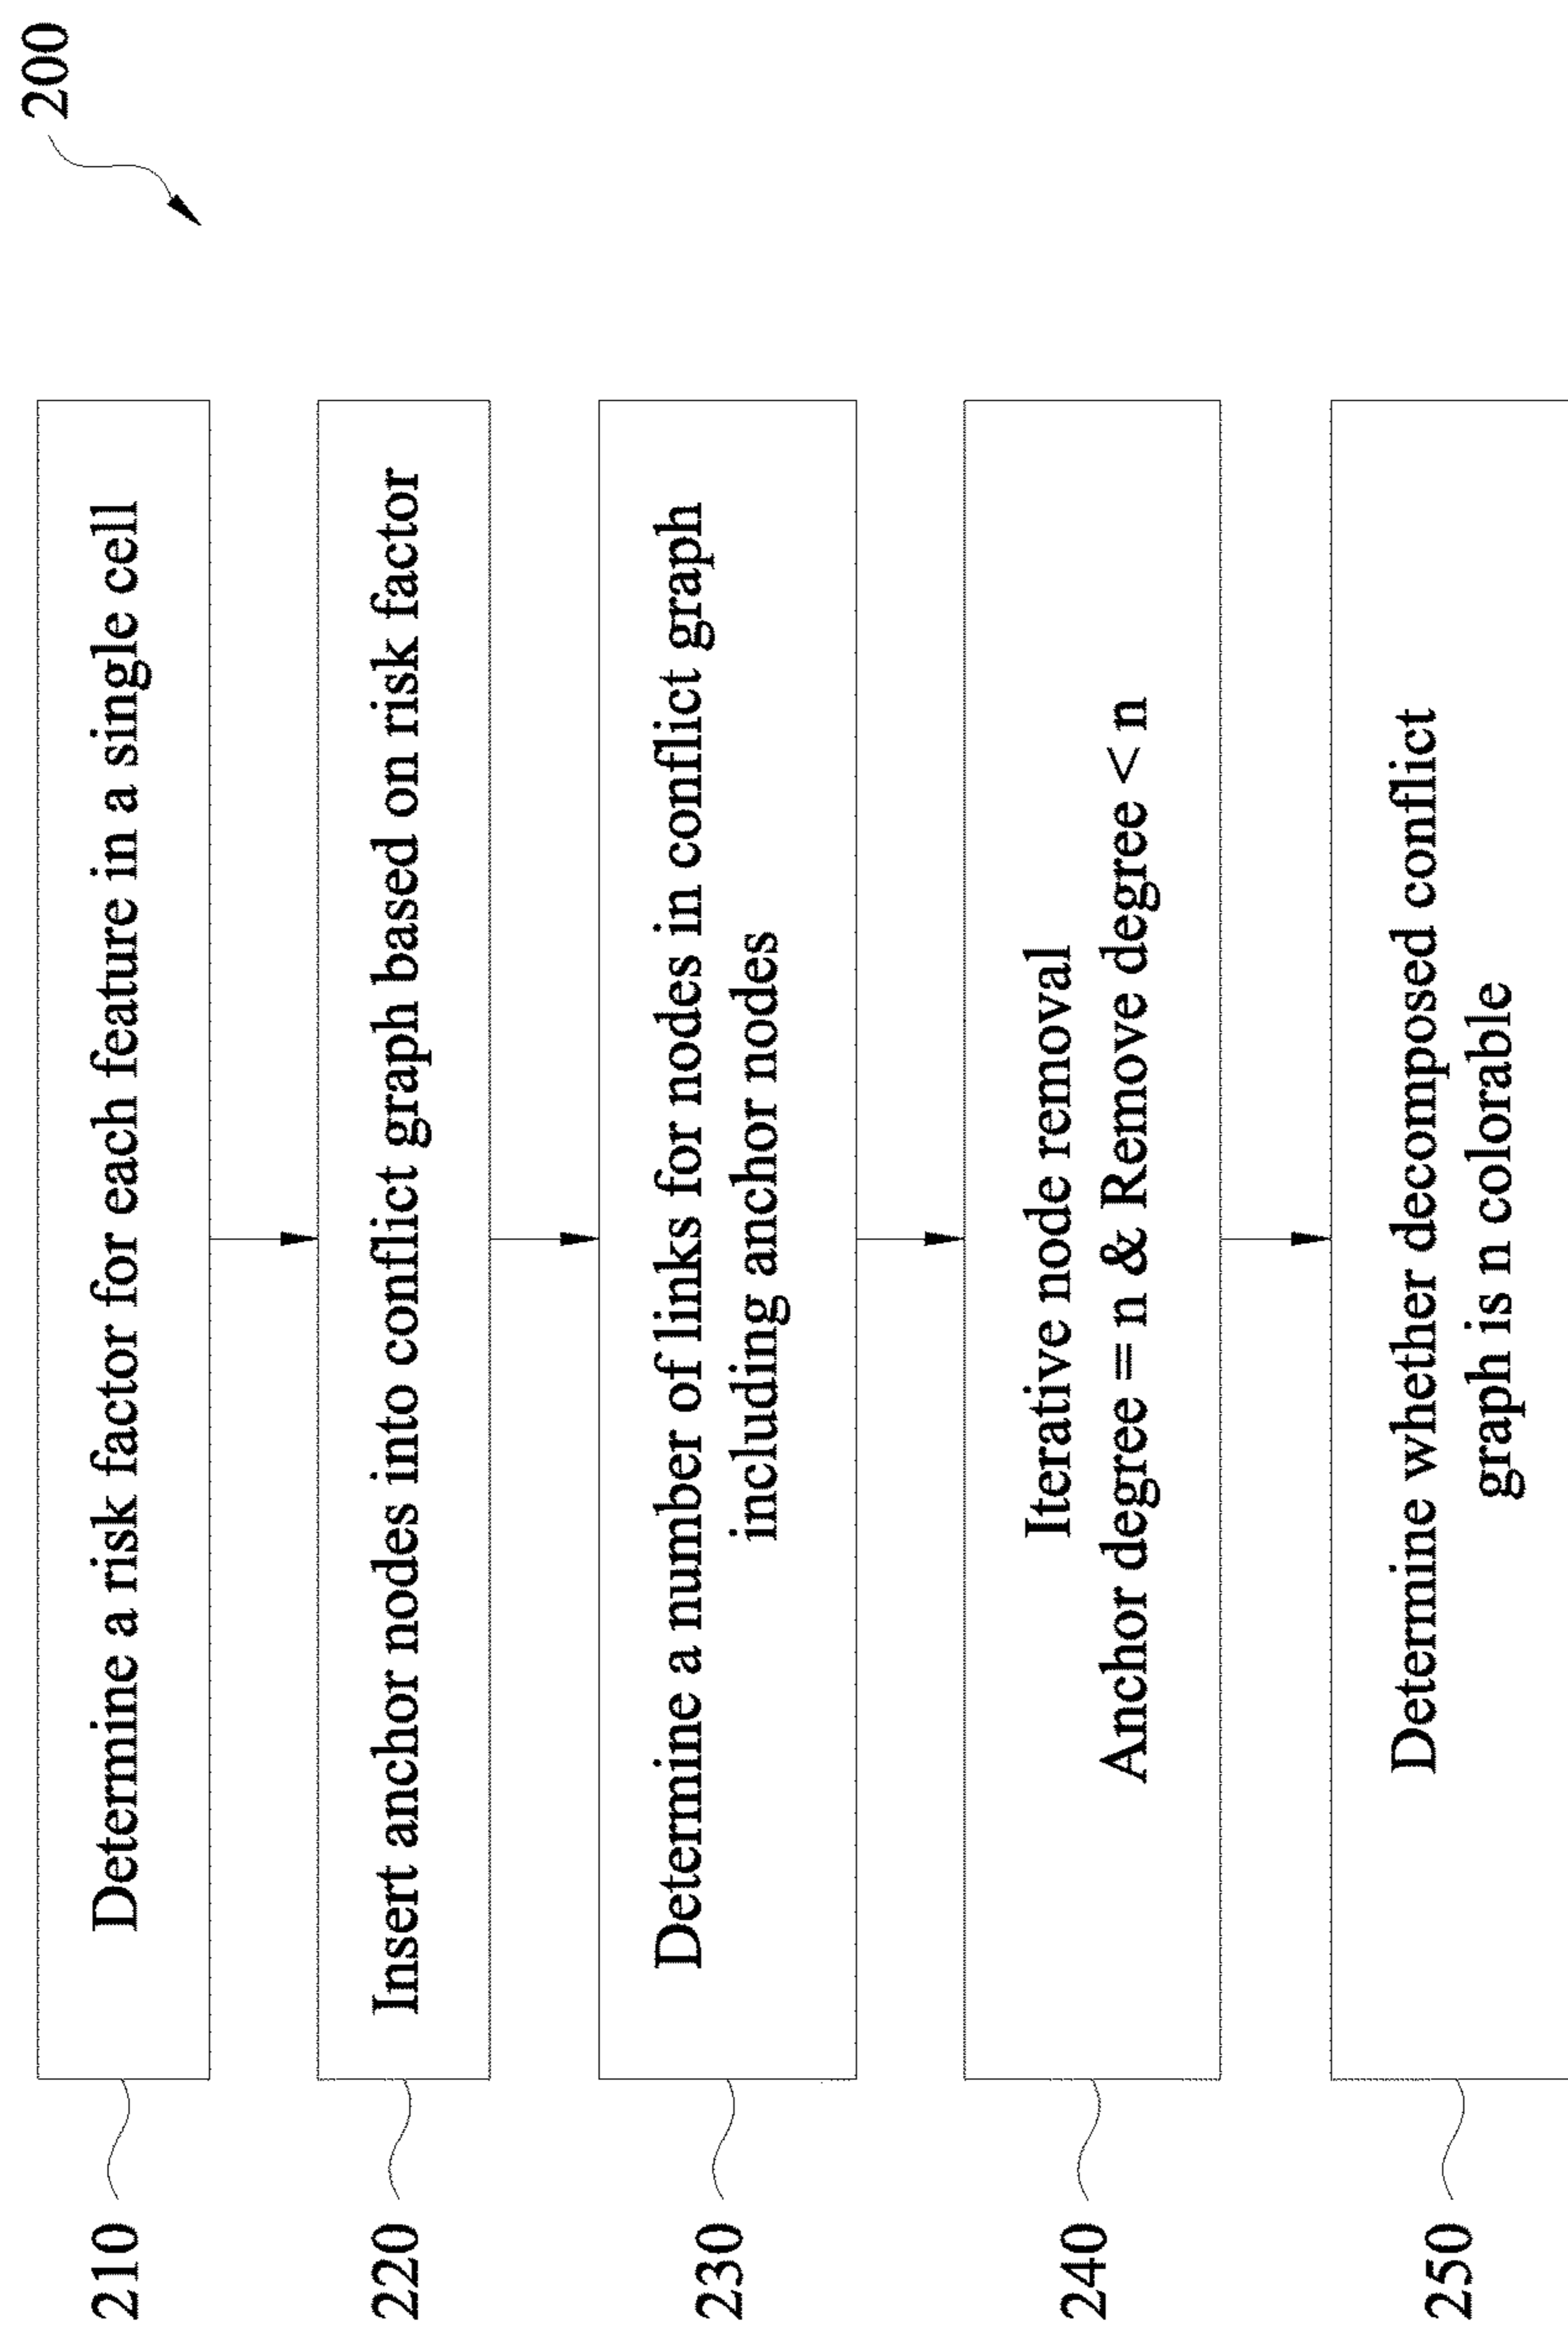 200
210
Determine a risk factor for each feature in a single cell
220
Insert anchor nodes into conflict graph based on risk factor
230
Determine a number of links for nodes in conflict graph
including anchor nodes
240
Iterative node removal
Anchor degree = n & Remove degree < n
250
Determine whether decomposed conflict
graph is n colorable